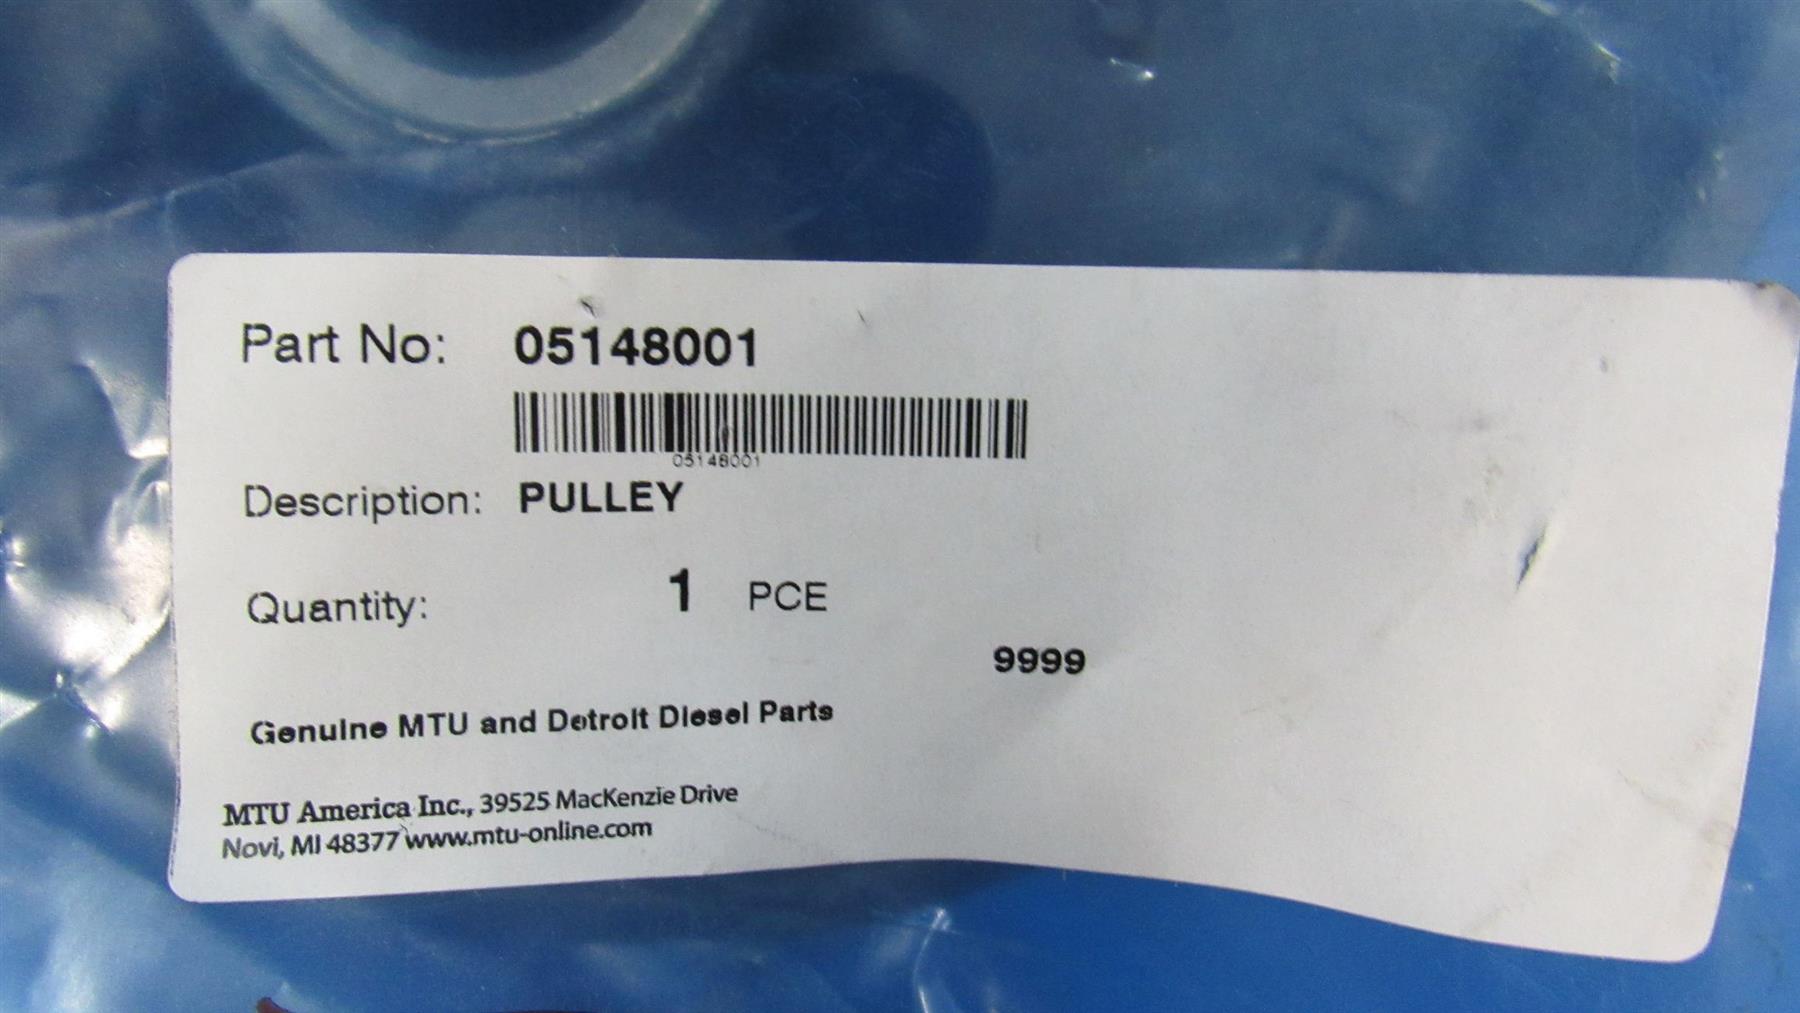 Part No: 05148001
05148001
Description: PULLEY
Quantity: 1 PCE
9999
Genuine MTU and Detroit Diesel Parts
MTU America Inc., 39525 MacKenzie Drive
Novi, MI 48377 www.mtu-online.com